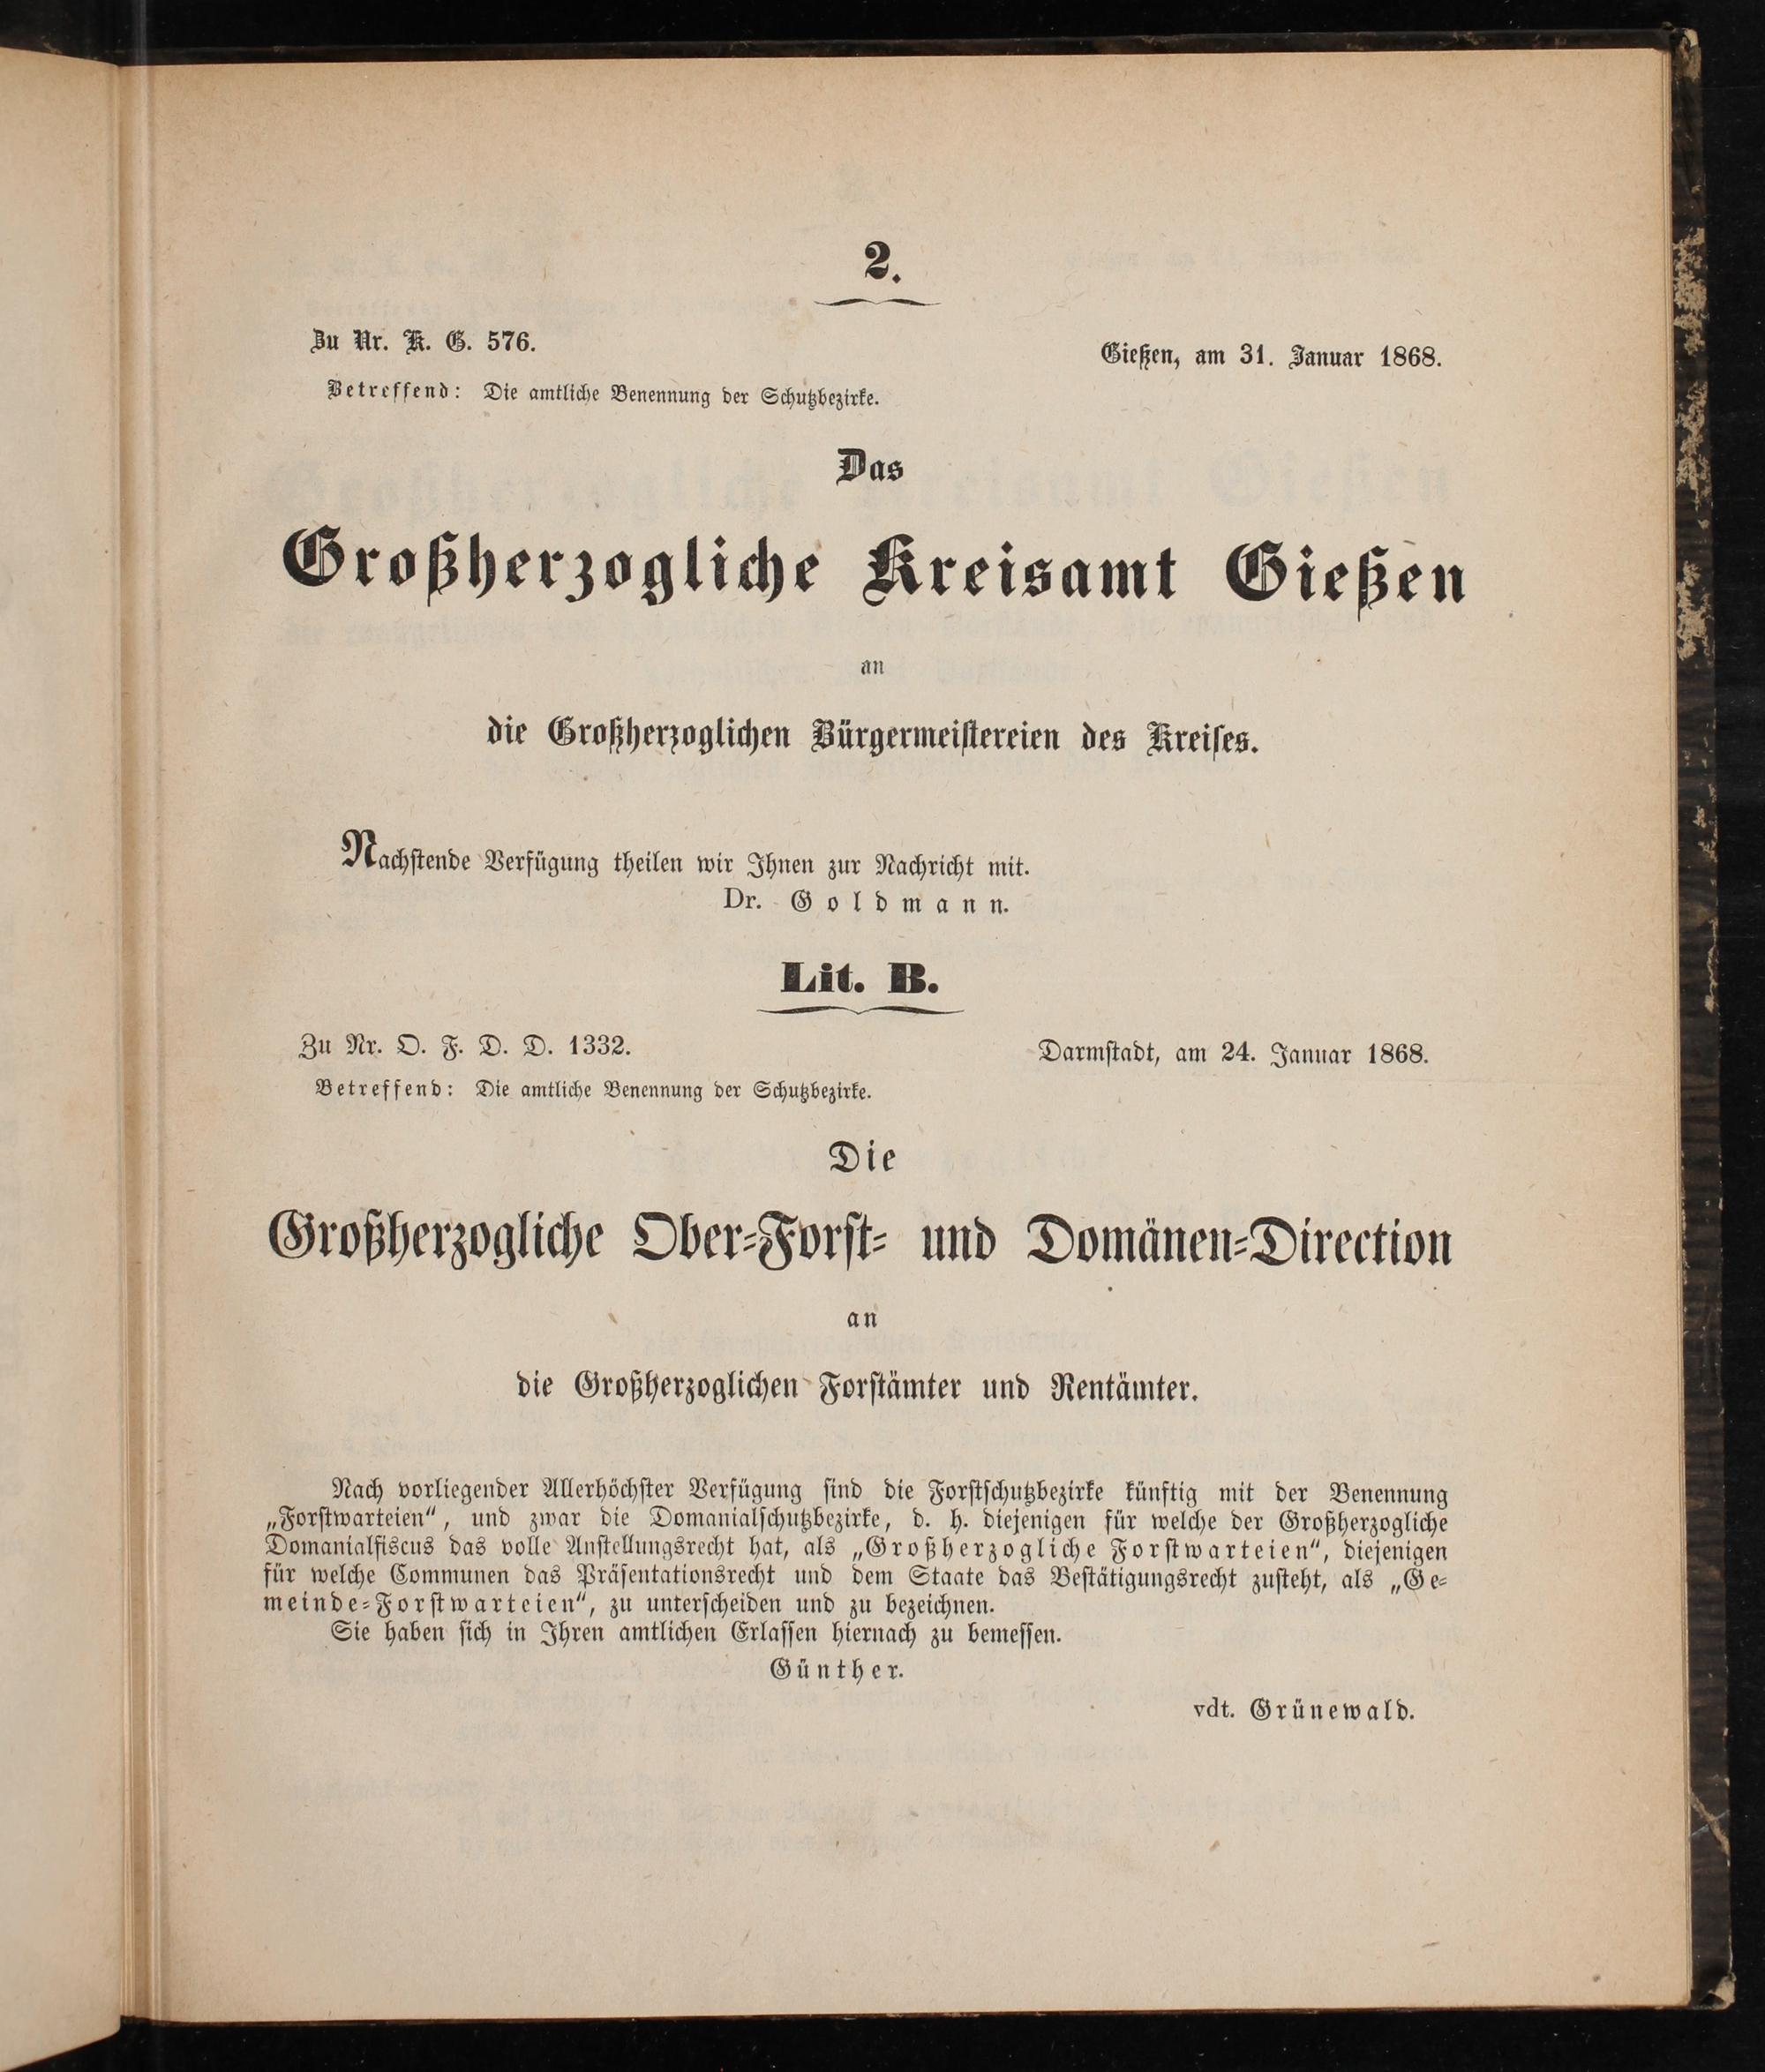 2.
Zu Nr. K. G. 576.
Gießen, am 31. Januar 1868.
Betreffend: Die amtliche Benennung der Schutzbezirke.
Das
Großherzogliche Kreisamt Gießen
an
die Großherzoglichen Bürgermeistereien des Kreises.
Nachstende Verfügung theilen wir Ihnen zur Nachricht mit.
Dr. Goldmann.
Lit. B.
Zu Nr. O. F. D. D. 1332.
Darmstadt, am 24. Januar 1868.
Betreffend: Die amtliche Benennung der Schutzbezirke.
Die
Großherzogliche Ober-Forst- und Domänen-Direction
an
die Großherzoglichen Forstämter und Rentämter.
Nach vorliegender Allerhöchster Verfügung sind die Forstschutzbezirke künftig mit der Benennung
„Forstwarteien“, und zwar die Domanialschutzbezirke, d. h. diejenigen für welche der Großherzogliche
Domanialfiscus das volle Anstellungsrecht hat, als „Großherzogliche Forstwarteien“, diejenigen
für welche Communen das Präsentationsrecht und dem Staate das Bestätigungsrecht zusteht, als „Ge-
meinde-Forstwarteien“, zu unterscheiden und zu bezeichnen.
Sie haben sich in Ihren amtlichen Erlassen hiernach zu bemessen.
Günther.
vdt. Grünewald.